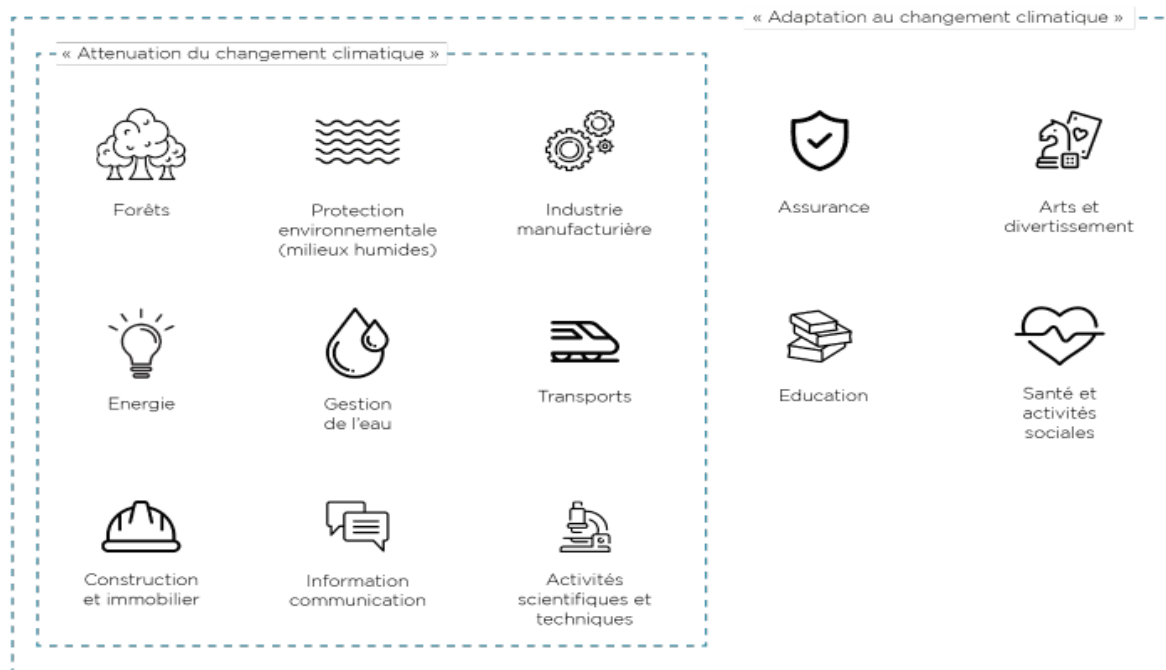 « Adaptation au changement climatique »
« Attenuation du changement climatique »
Forêts
Protection
environnementale
(milieux humides)
Industrie
manufacturière
Assurance
Arts et
divertissement
Energie
Gestion
de l'eau
Transports
Education
Santé et
activités
sociales
Construction
et immobilier
Information
communication
Activités
scientifiques et
techniques